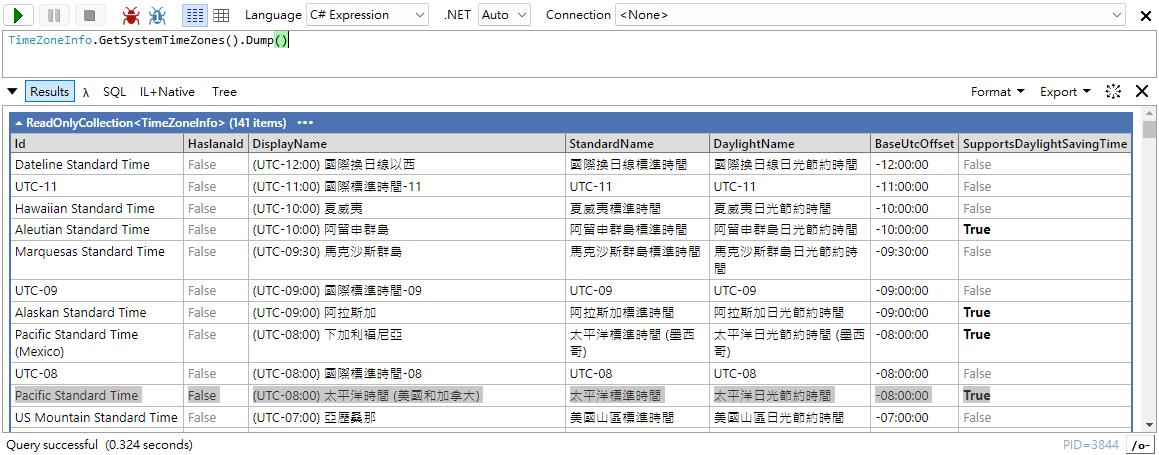 Language C# Expression .NET Auto Connection <None>
TimeZoneInfo.GetSystemTimeZones().Dump()
Results λ SQL IL+Native Tree Format Export
ReadOnlyCollection<TimeZoneInfo> (141 items) •••
Id HasIanaId DisplayName StandardName DaylightName BaseUtcOffset SupportsDaylightSavingTime
Dateline Standard Time False (UTC-12:00) 國際換日線以西 國際換日線標準時間 國際換日線日光節約時間 -12:00:00 False
UTC-11 False (UTC-11:00) 國際標準時間-11 UTC-11 UTC-11 -11:00:00 False
Hawaiian Standard Time False (UTC-10:00) 夏威夷 夏威夷標準時間 夏威夷日光節約時間 -10:00:00 False
Aleutian Standard Time False (UTC-10:00) 阿留申群島 阿留申群島標準時間 阿留申群島日光節約時間 -10:00:00 True
Marquesas Standard Time False (UTC-09:30) 馬克沙斯群島 馬克沙斯群島標準時間 馬克沙斯群島日光節約時 -09:30:00 False
間
UTC-09 False (UTC-09:00) 國際標準時間-09 UTC-09 UTC-09 -09:00:00 False
Alaskan Standard Time False (UTC-09:00) 阿拉斯加 阿拉斯加標準時間 阿拉斯加日光節約時間 -09:00:00 True
Pacific Standard Time False (UTC-08:00) 下加利福尼亞 太平洋標準時間 (墨西 太平洋日光節約時間 (墨 -08:00:00 True
(Mexico) 哥) 西哥)
UTC-08 False (UTC-08:00) 國際標準時間-08 UTC-08 UTC-08 -08:00:00 False
Pacific Standard Time False (UTC-08:00) 太平洋時間 (美國和加拿大) 太平洋標準時間 太平洋日光節約時間 -08:00:00 True
US Mountain Standard Time False (UTC-07:00) 亞歷桑那 美國山區標準時間 美國山區日光節約時間 -07:00:00 False
Query successful (0.324 seconds) PID=3844 /o-